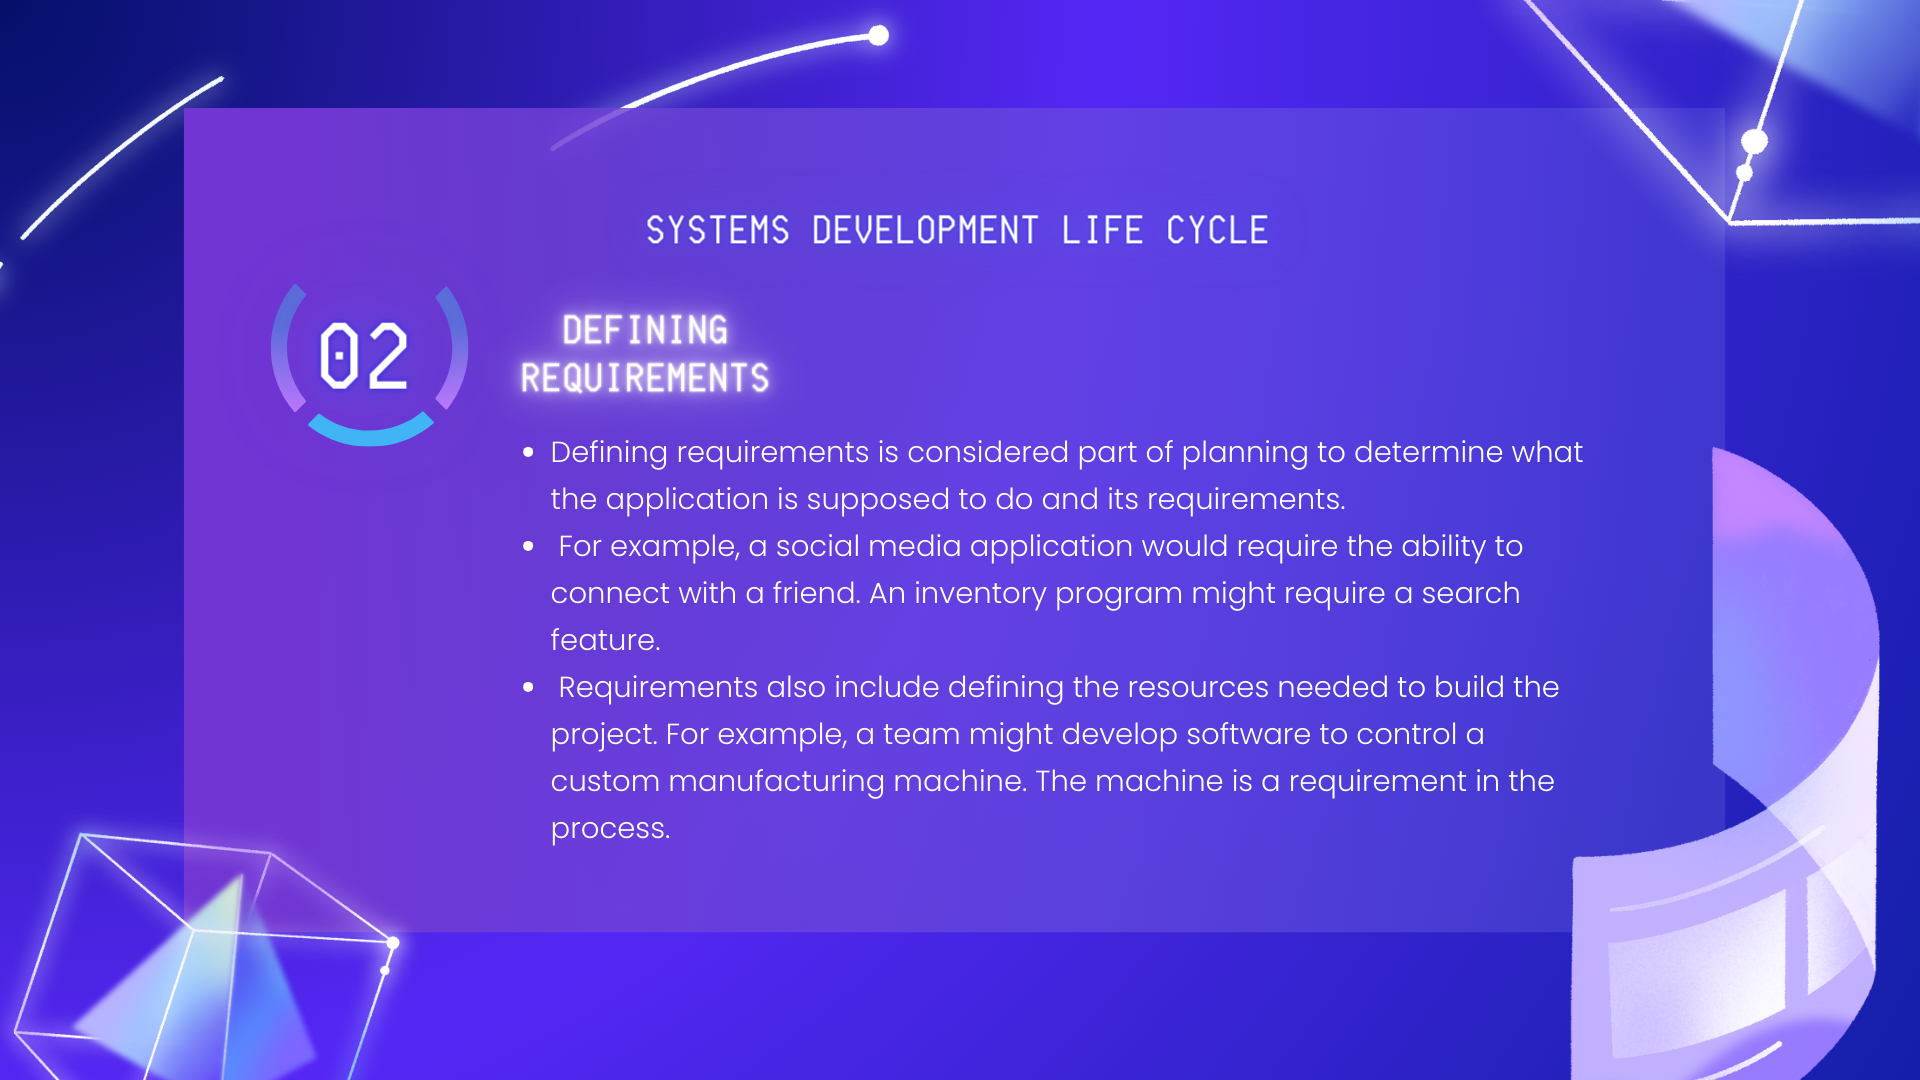 SYSTEMS DEVELOPMENT LIFE CYCLE
02
DEFINING
REQUIREMENTS
• Defining requirements is considered part of planning to determine what
the application is supposed to do and its requirements.
• For example, a social media application would require the ability to
connect with a friend. An inventory program might require a search
feature.
• Requirements also include defining the resources needed to build the
project. For example, a team might develop software to control a
custom manufacturing machine. The machine is a requirement in the
process.